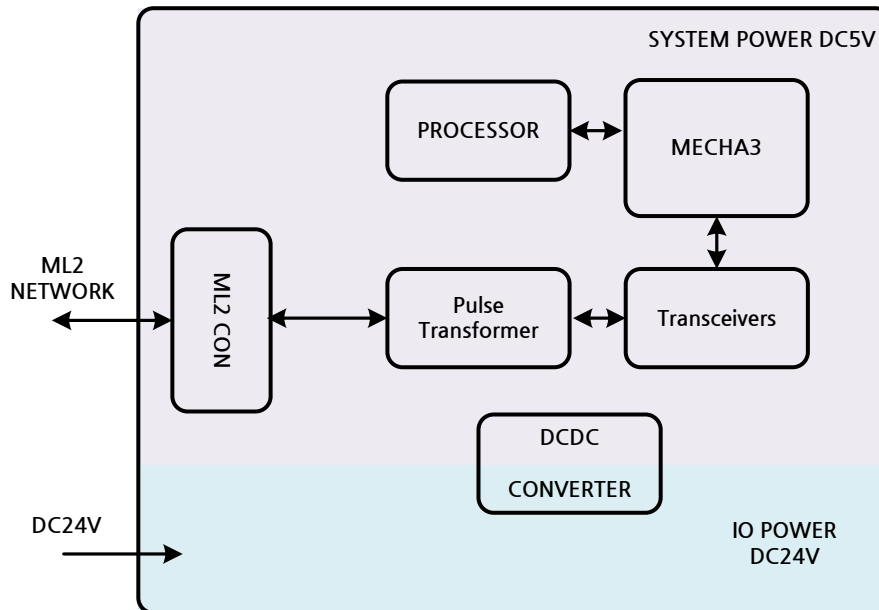 SYSTEM POWER DC5V
PROCESSOR
MECHA3
ML2
NETWORK
ML2 CON
Pulse
Transformer
Transceivers
DCDC
CONVERTER
DC24V
IO POWER
DC24V